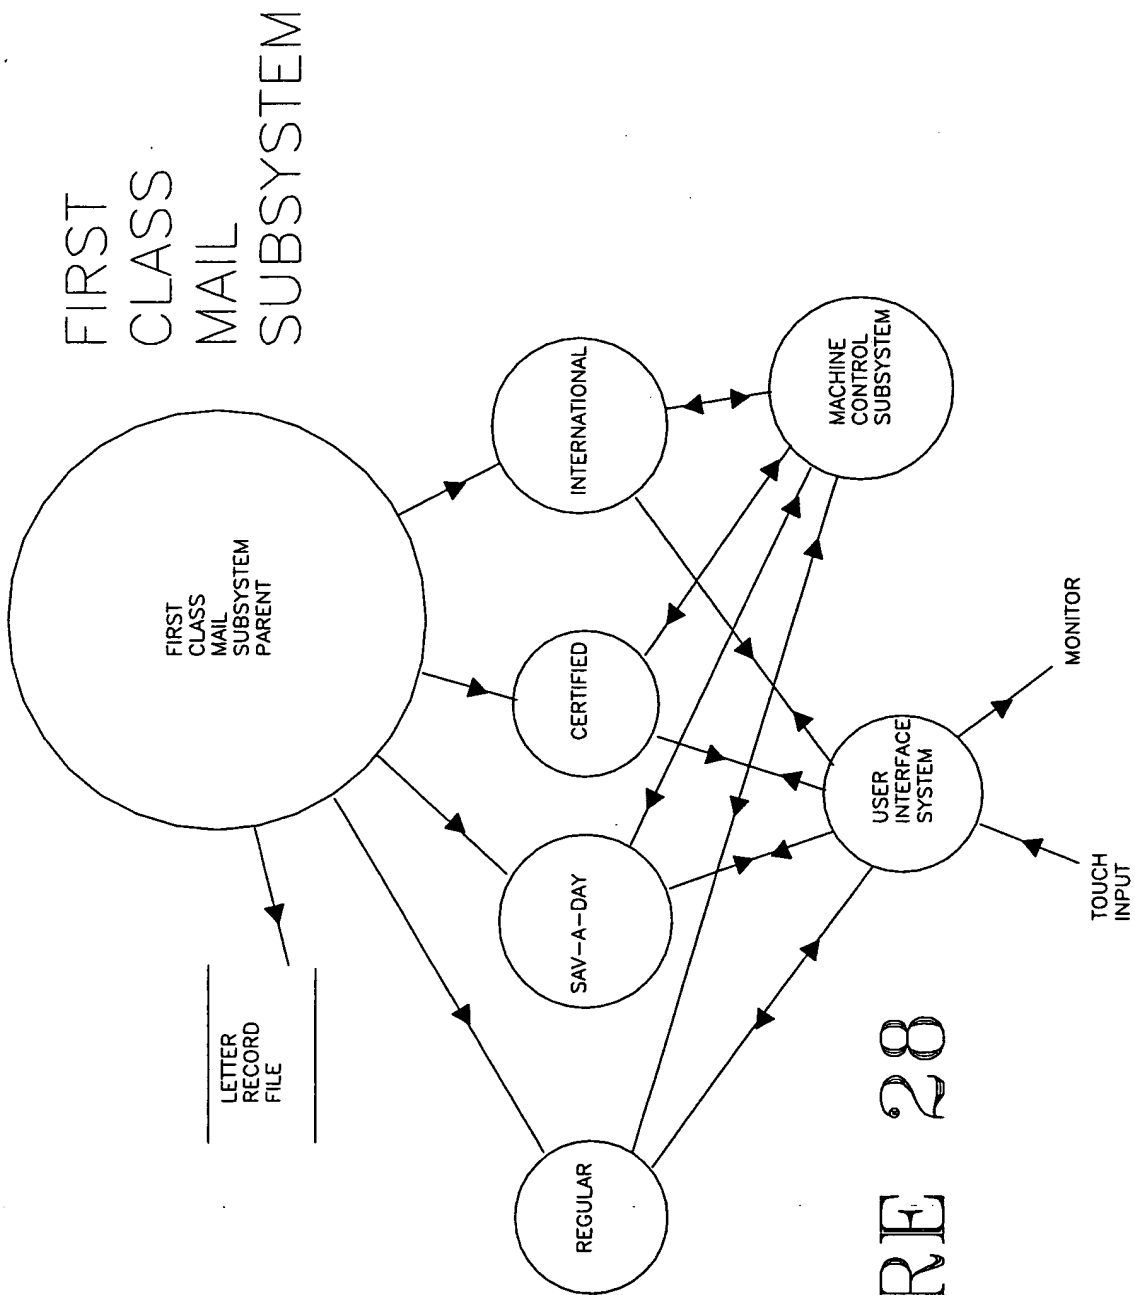 FIRST
CLASS
MAIL
SUBSYSTEM
FIRST
CLASS
MAIL
SUBSYSTEM
PARENT
LETTER
RECORD
FILE
REGULAR
SAV-A-DAY
CERTIFIED
INTERNATIONAL
MACHINE
CONTROL
SUBSYSTEM
USER
INTERFACE
SYSTEM
TOUCH
INPUT
MONITOR
RE 28